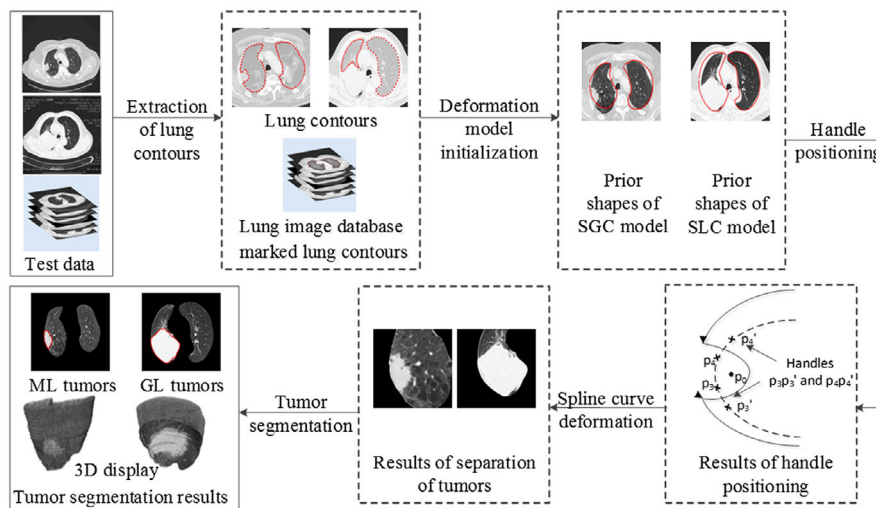 Test data
Extraction
of lung
contours
Lung contours
Lung image database
marked lung contours
Deformation
model
initialization
Prior
shapes of
SGC model
Prior
shapes of
SLC model
Handle
positioning
p4'
p4
p0
p3
p3'
Handles
p3p3' and p4p4'
Results of handle
positioning
Spline curve
deformation
Results of separation
of tumors
Tumor
segmentation
ML tumors
GL tumors
3D display
Tumor segmentation results